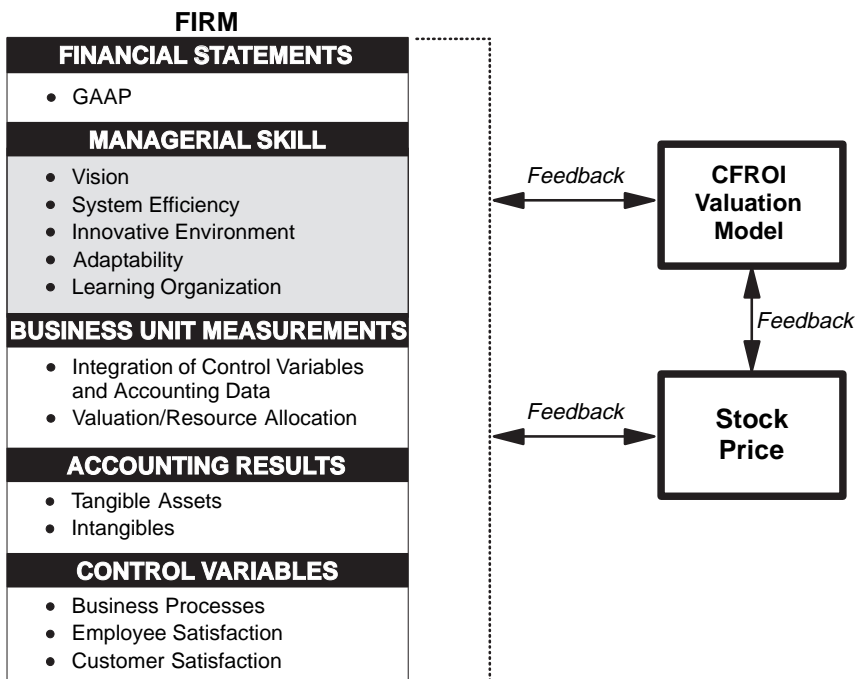 FIRM
FINANCIAL STATEMENTS
• GAAP
MANAGERIAL SKILL
• Vision
• System Efficiency
• Innovative Environment
• Adaptability
• Learning Organization
BUSINESS UNIT MEASUREMENTS
• Integration of Control Variables
and Accounting Data
• Valuation/Resource Allocation
ACCOUNTING RESULTS
• Tangible Assets
• Intangibles
CONTROL VARIABLES
• Business Processes
• Employee Satisfaction
• Customer Satisfaction
Feedback
CFROI
Valuation
Model
Feedback
Feedback
Stock
Price